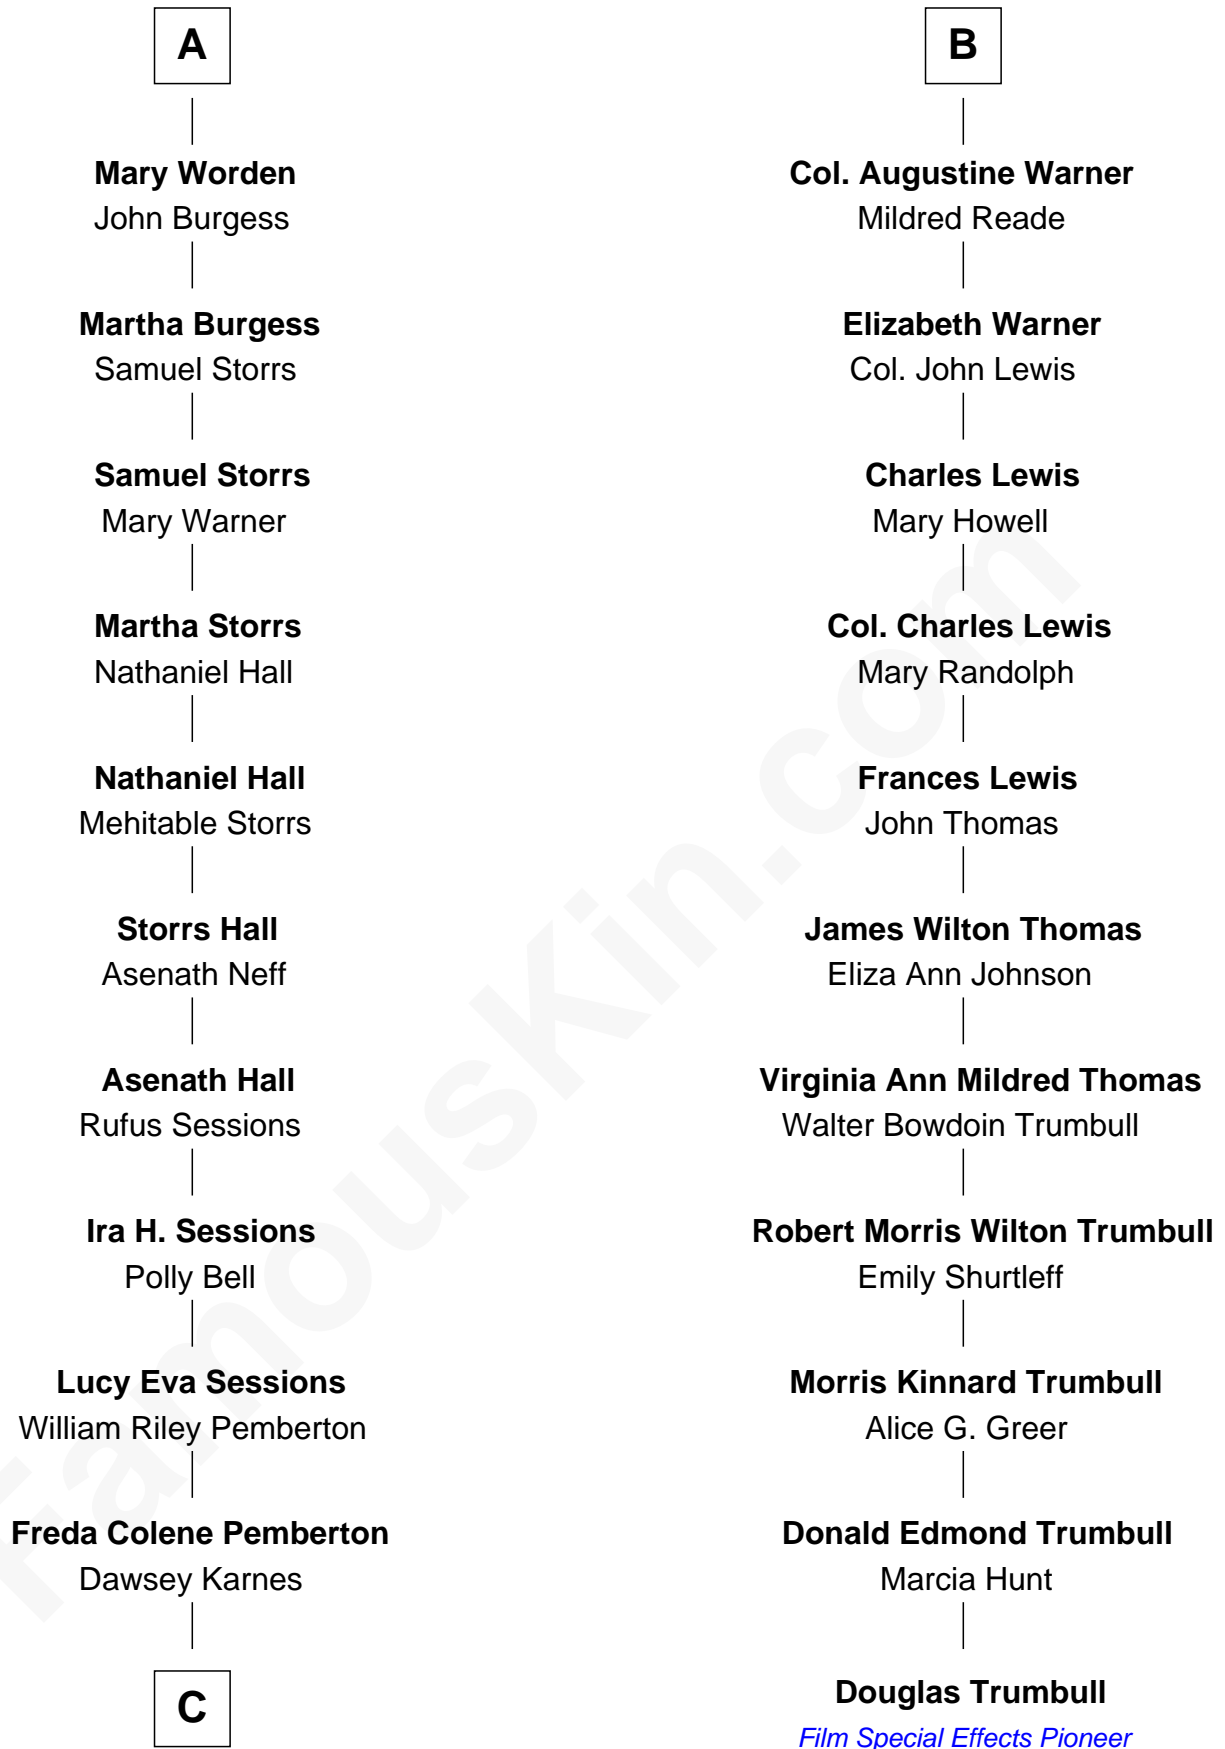 A
Mary Worden
John Burgess
Martha Burgess
Samuel Storrs
Samuel Storrs
Mary Warner
Martha Storrs
Nathaniel Hall
Nathaniel Hall
Mehitable Storrs
Storrs Hall
Asenath Neff
Asenath Hall
Rufus Sessions
Ira H. Sessions
Polly Bell
Lucy Eva Sessions
William Riley Pemberton
Freda Colene Pemberton
Dawsey Karnes
C
B
Col. Augustine Warner
Mildred Reade
Elizabeth Warner
Col. John Lewis
Charles Lewis
Mary Howell
Col. Charles Lewis
Mary Randolph
Frances Lewis
John Thomas
James Wilton Thomas
Eliza Ann Johnson
Virginia Ann Mildred Thomas
Walter Bowdoin Trumbull
Robert Morris Wilton Trumbull
Emily Shurtleff
Morris Kinnard Trumbull
Alice G. Greer
Donald Edmond Trumbull
Marcia Hunt
Douglas Trumbull
Film Special Effects Pioneer
FamousKin.com